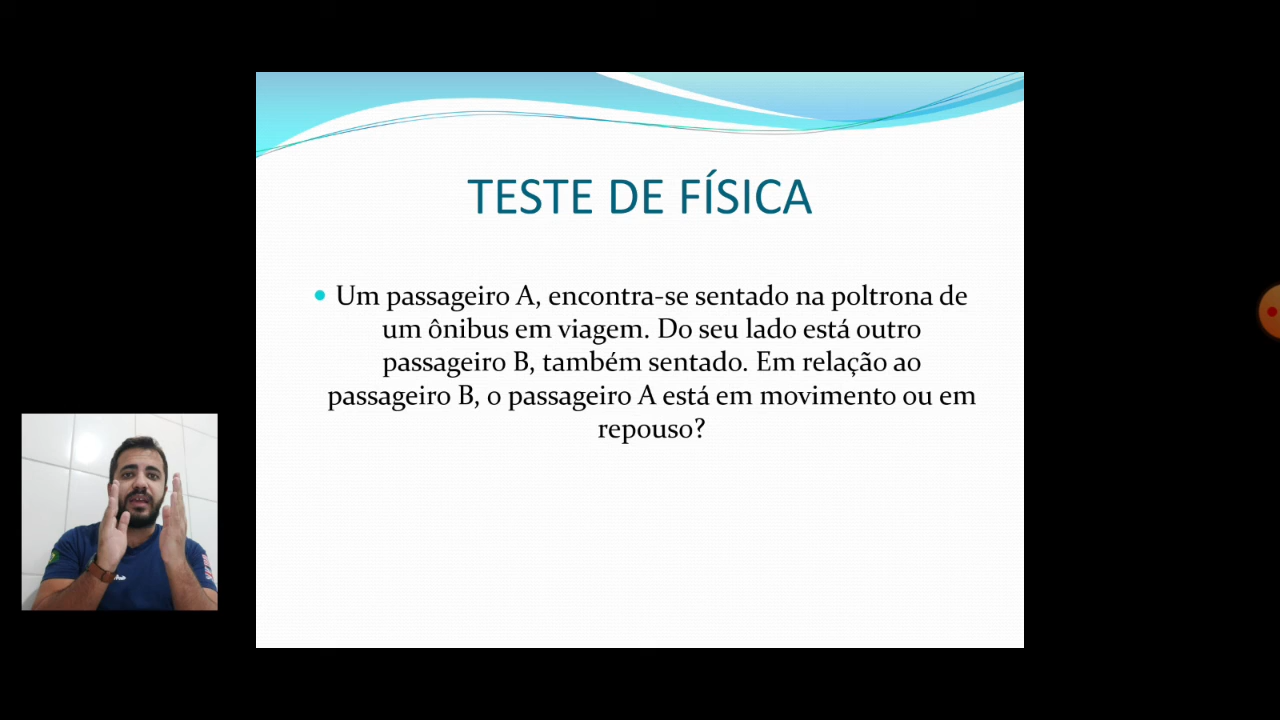 TESTE DE FÍSICA
Um passageiro A, encontra-se sentado na poltrona de
um ônibus em viagem. Do seu lado está outro
passageiro B, também sentado. Em relação ao
passageiro B, o passageiro A está em movimento ou em
repouso?